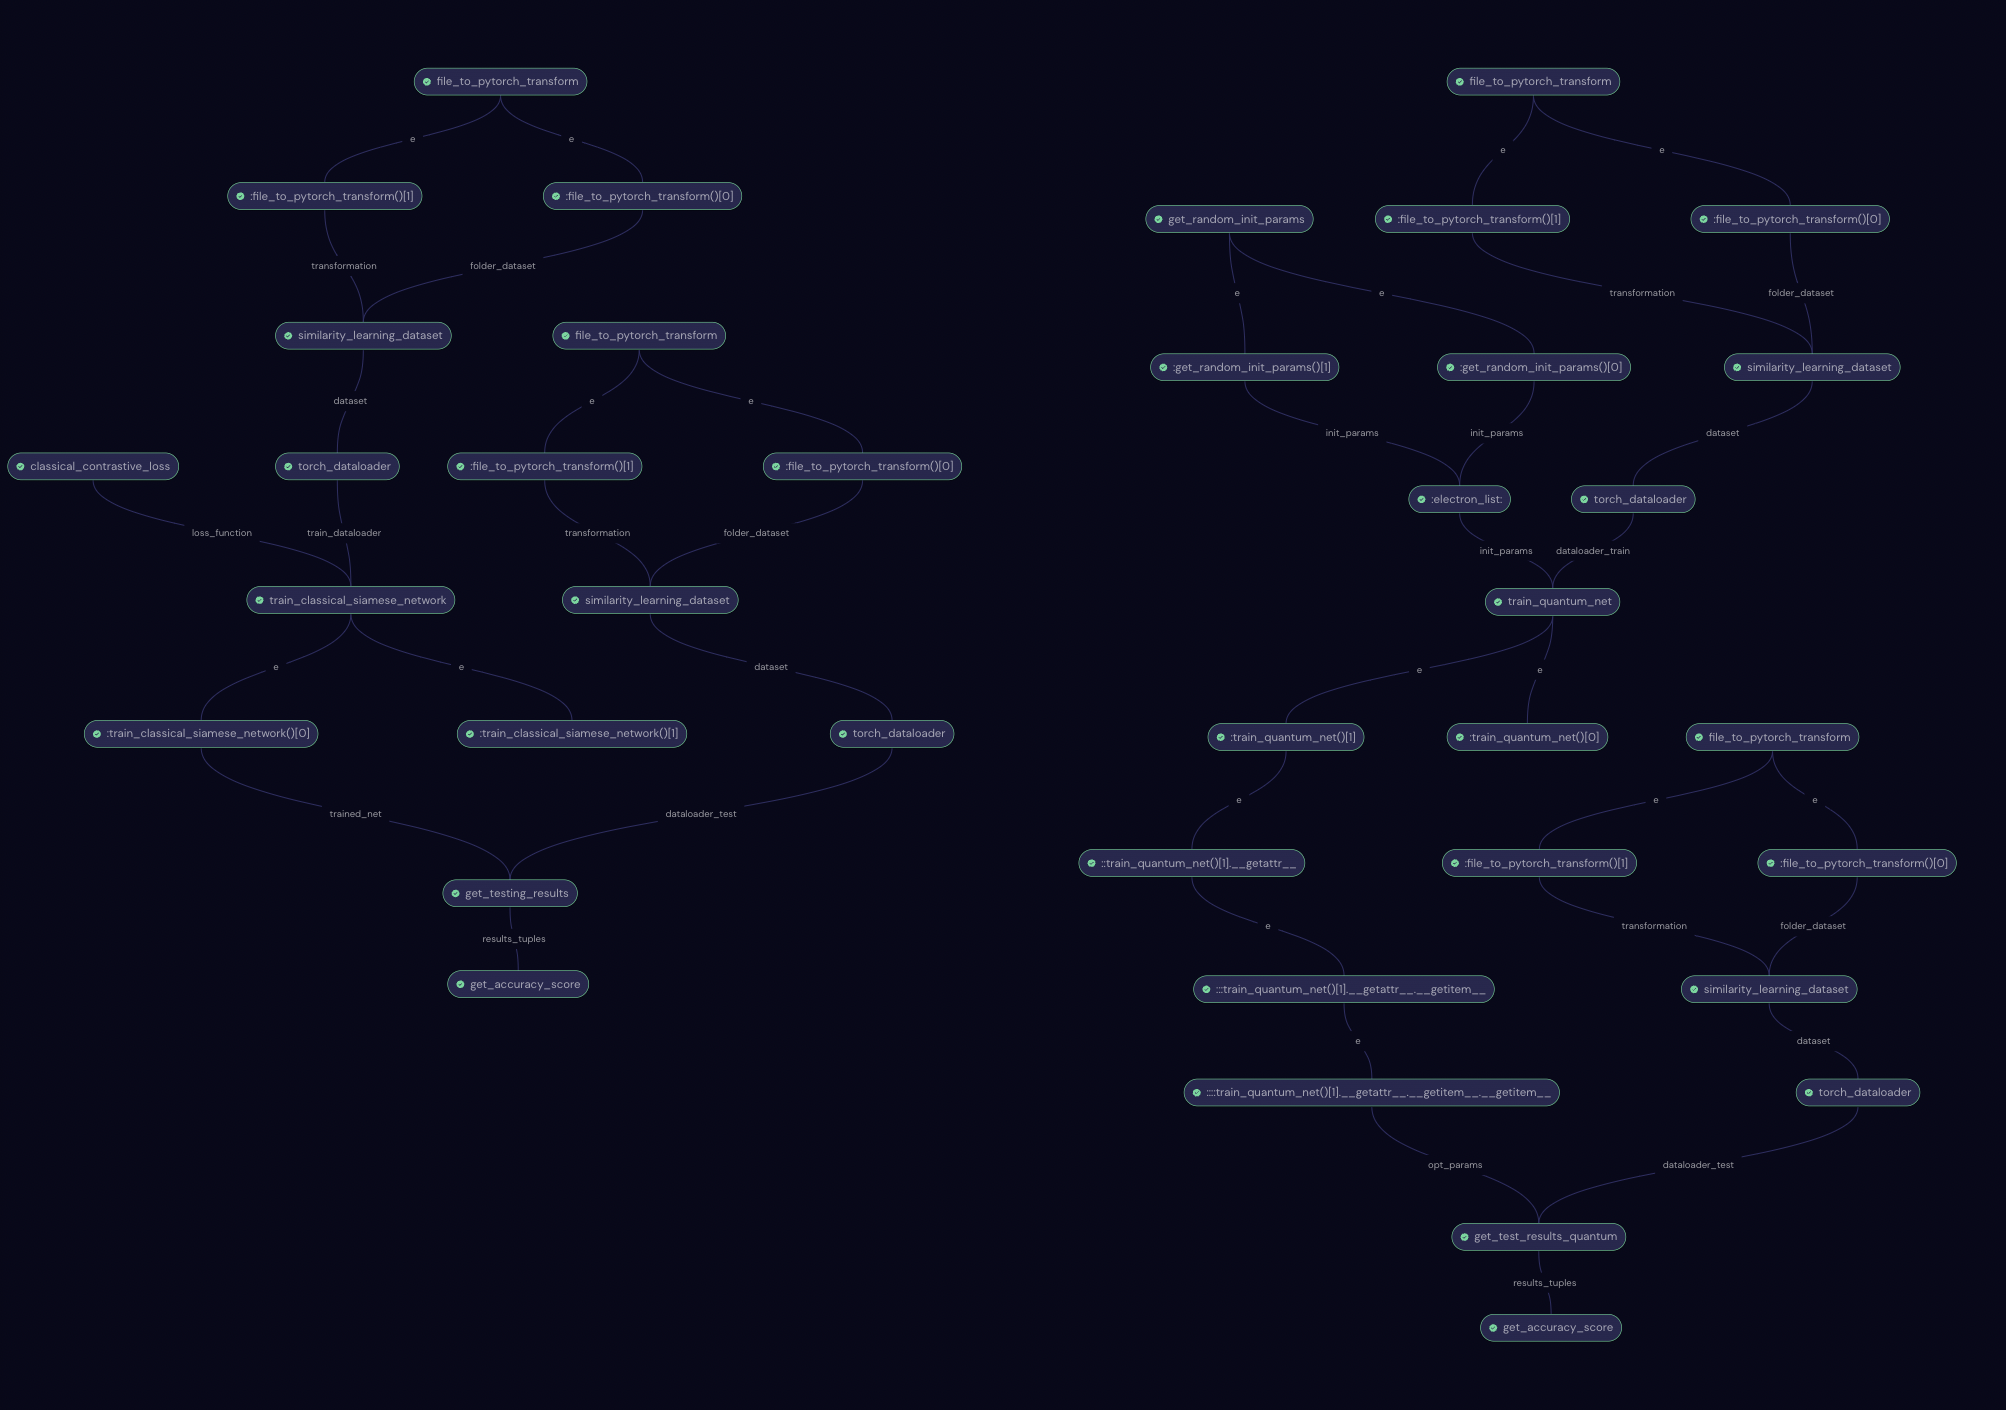 file_to_pytorch_transform
e
e
:file_to_pytorch_transform()[1]
:file_to_pytorch_transform()[0]
transformation
folder_dataset
similarity_learning_dataset
file_to_pytorch_transform
dataset
e
e
classical_contrastive_loss
torch_dataloader
:file_to_pytorch_transform()[1]
:file_to_pytorch_transform()[0]
loss_function
train_dataloader
transformation
folder_dataset
train_classical_siamese_network
similarity_learning_dataset
e
e
dataset
:train_classical_siamese_network()[0]
:train_classical_siamese_network()[1]
torch_dataloader
trained_net
dataloader_test
get_testing_results
results_tuples
get_accuracy_score
file_to_pytorch_transform
e
e
get_random_init_params
:file_to_pytorch_transform()[1]
:file_to_pytorch_transform()[0]
e
e
transformation
folder_dataset
:get_random_init_params()[1]
:get_random_init_params()[0]
similarity_learning_dataset
init_params
init_params
dataset
:electron_list:
torch_dataloader
init_params
dataloader_train
train_quantum_net
e
e
:train_quantum_net()[1]
:train_quantum_net()[0]
file_to_pytorch_transform
e
e
e
::train_quantum_net()[1].__getattr__
:file_to_pytorch_transform()[1]
:file_to_pytorch_transform()[0]
e
transformation
folder_dataset
:::train_quantum_net()[1].__getattr__.__getitem__
similarity_learning_dataset
e
dataset
::::train_quantum_net()[1].__getattr__.__getitem__.__getitem__
torch_dataloader
opt_params
dataloader_test
get_test_results_quantum
results_tuples
get_accuracy_score